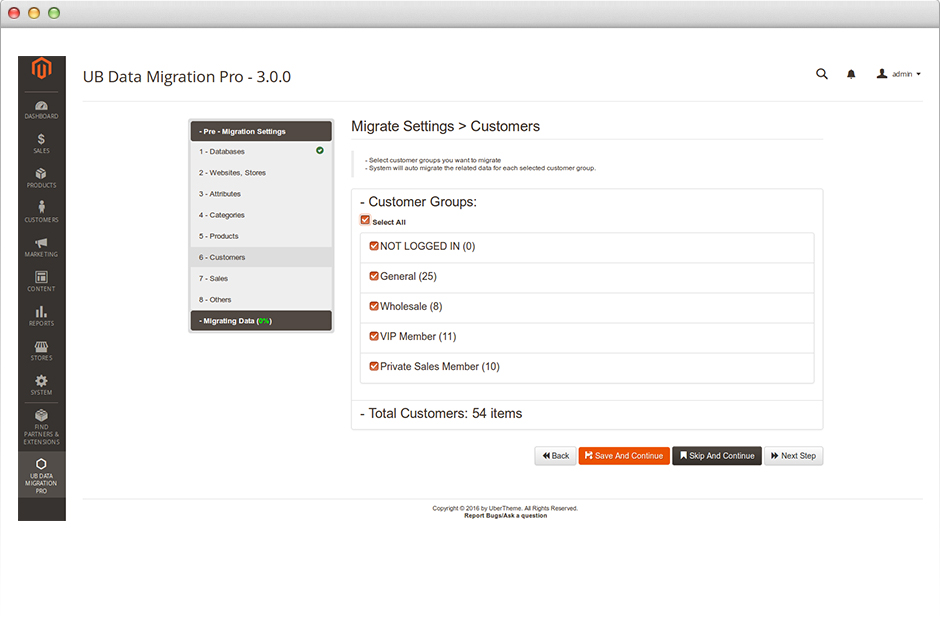 UB Data Migration Pro - 3.0.0
admin
DASHBOARD
SALES
PRODUCTS
CUSTOMERS
MARKETING
CONTENT
REPORTS
STORES
SYSTEM
FIND
PARTNERS &
EXTENSIONS
UB DATA
MIGRATION
PRO
- Pre - Migration Settings
1 - Databases
2 - Websites, Stores
3 - Attributes
4 - Categories
5 - Products
6 - Customers
7 - Sales
8 - Others
- Migrating Data (0%)
Migrate Settings > Customers
- Select customer groups you want to migrate
- System will auto migrate the related data for each selected customer group.
- Customer Groups:
Select All
NOT LOGGED IN (0)
General (25)
Wholesale (8)
VIP Member (11)
Private Sales Member (10)
- Total Customers: 54 items
Back Save And Continue Skip And Continue Next Step
Copyright © 2016 by UberTheme. All Rights Reserved.
Report Bugs/Ask a question